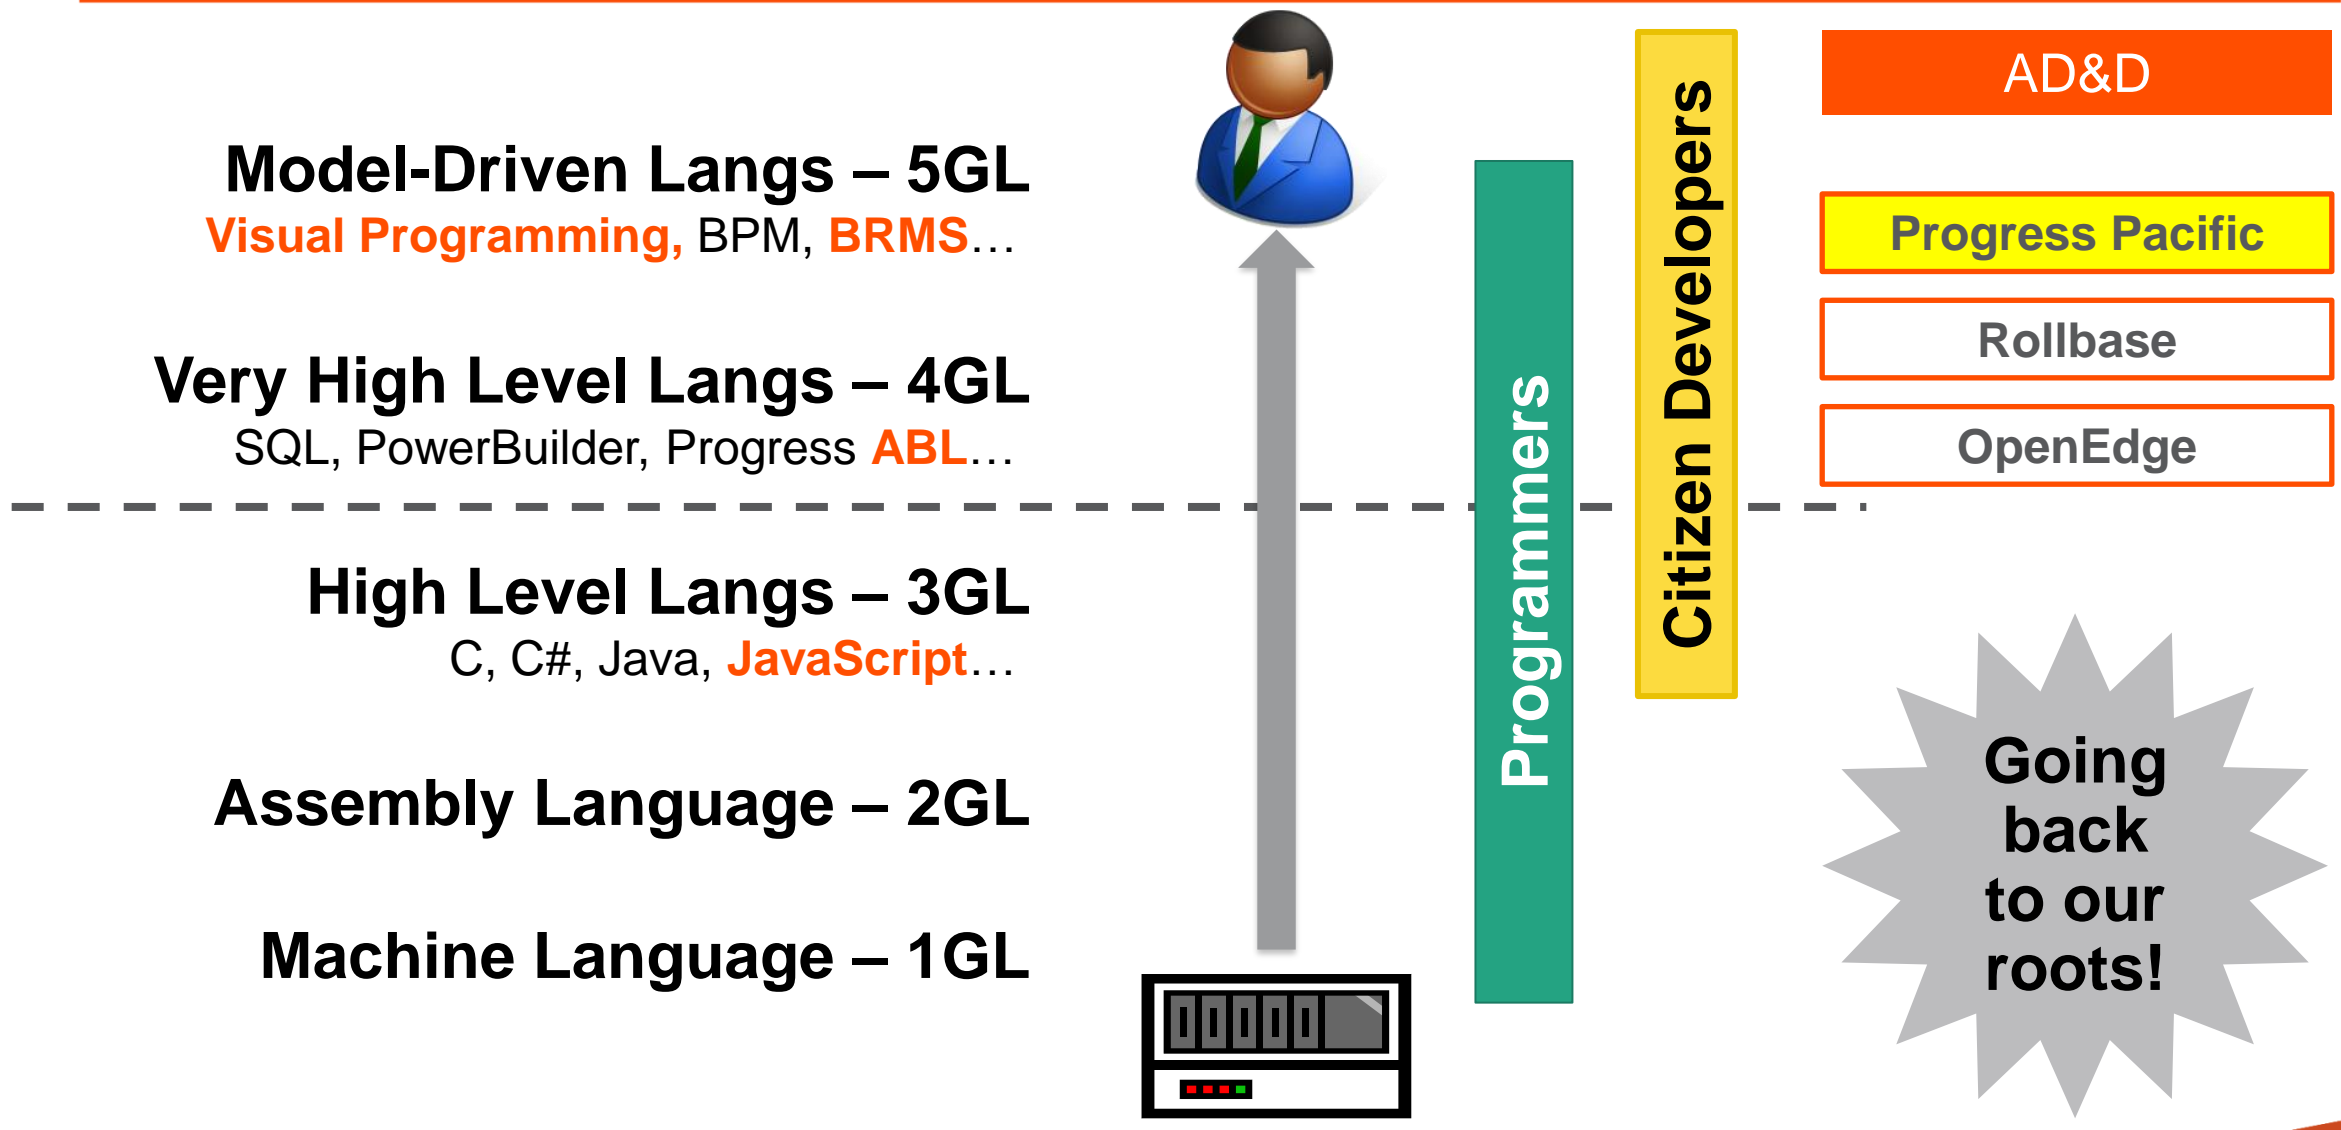 Model-Driven Langs – 5GL
Visual Programming, BPM, BRMS…
Very High Level Langs – 4GL
SQL, PowerBuilder, Progress ABL…
High Level Langs – 3GL
C, C#, Java, JavaScript…
Assembly Language – 2GL
Machine Language – 1GL
Programmers
Citizen Developers
AD&D
Progress Pacific
Rollbase
OpenEdge
Going
back
to our
roots!